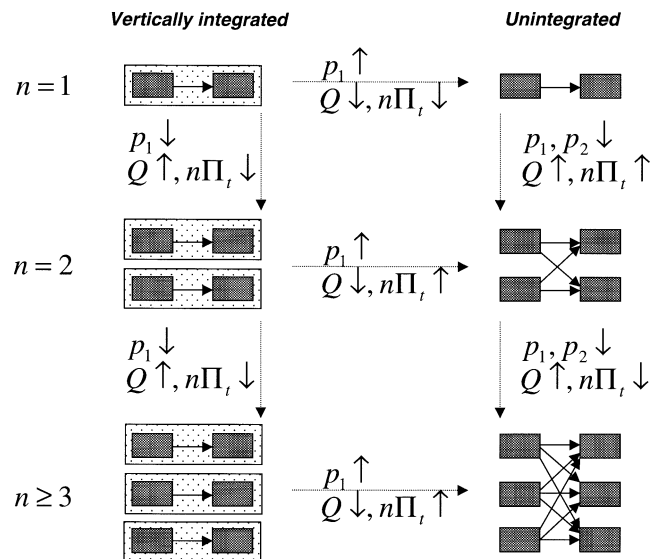 Vertically integrated Unintegrated
n = 1
p₁ ↑
Q ↓, nΠₜ ↓
p₁ ↓
Q ↑, nΠₜ ↓
p₁, p₂ ↓
Q ↑, nΠₜ ↑
n = 2
p₁ ↑
Q ↓, nΠₜ ↑
p₁ ↓
Q ↑, nΠₜ ↓
p₁, p₂ ↓
Q ↑, nΠₜ ↓
n ≥ 3
p₁ ↑
Q ↓, nΠₜ ↑